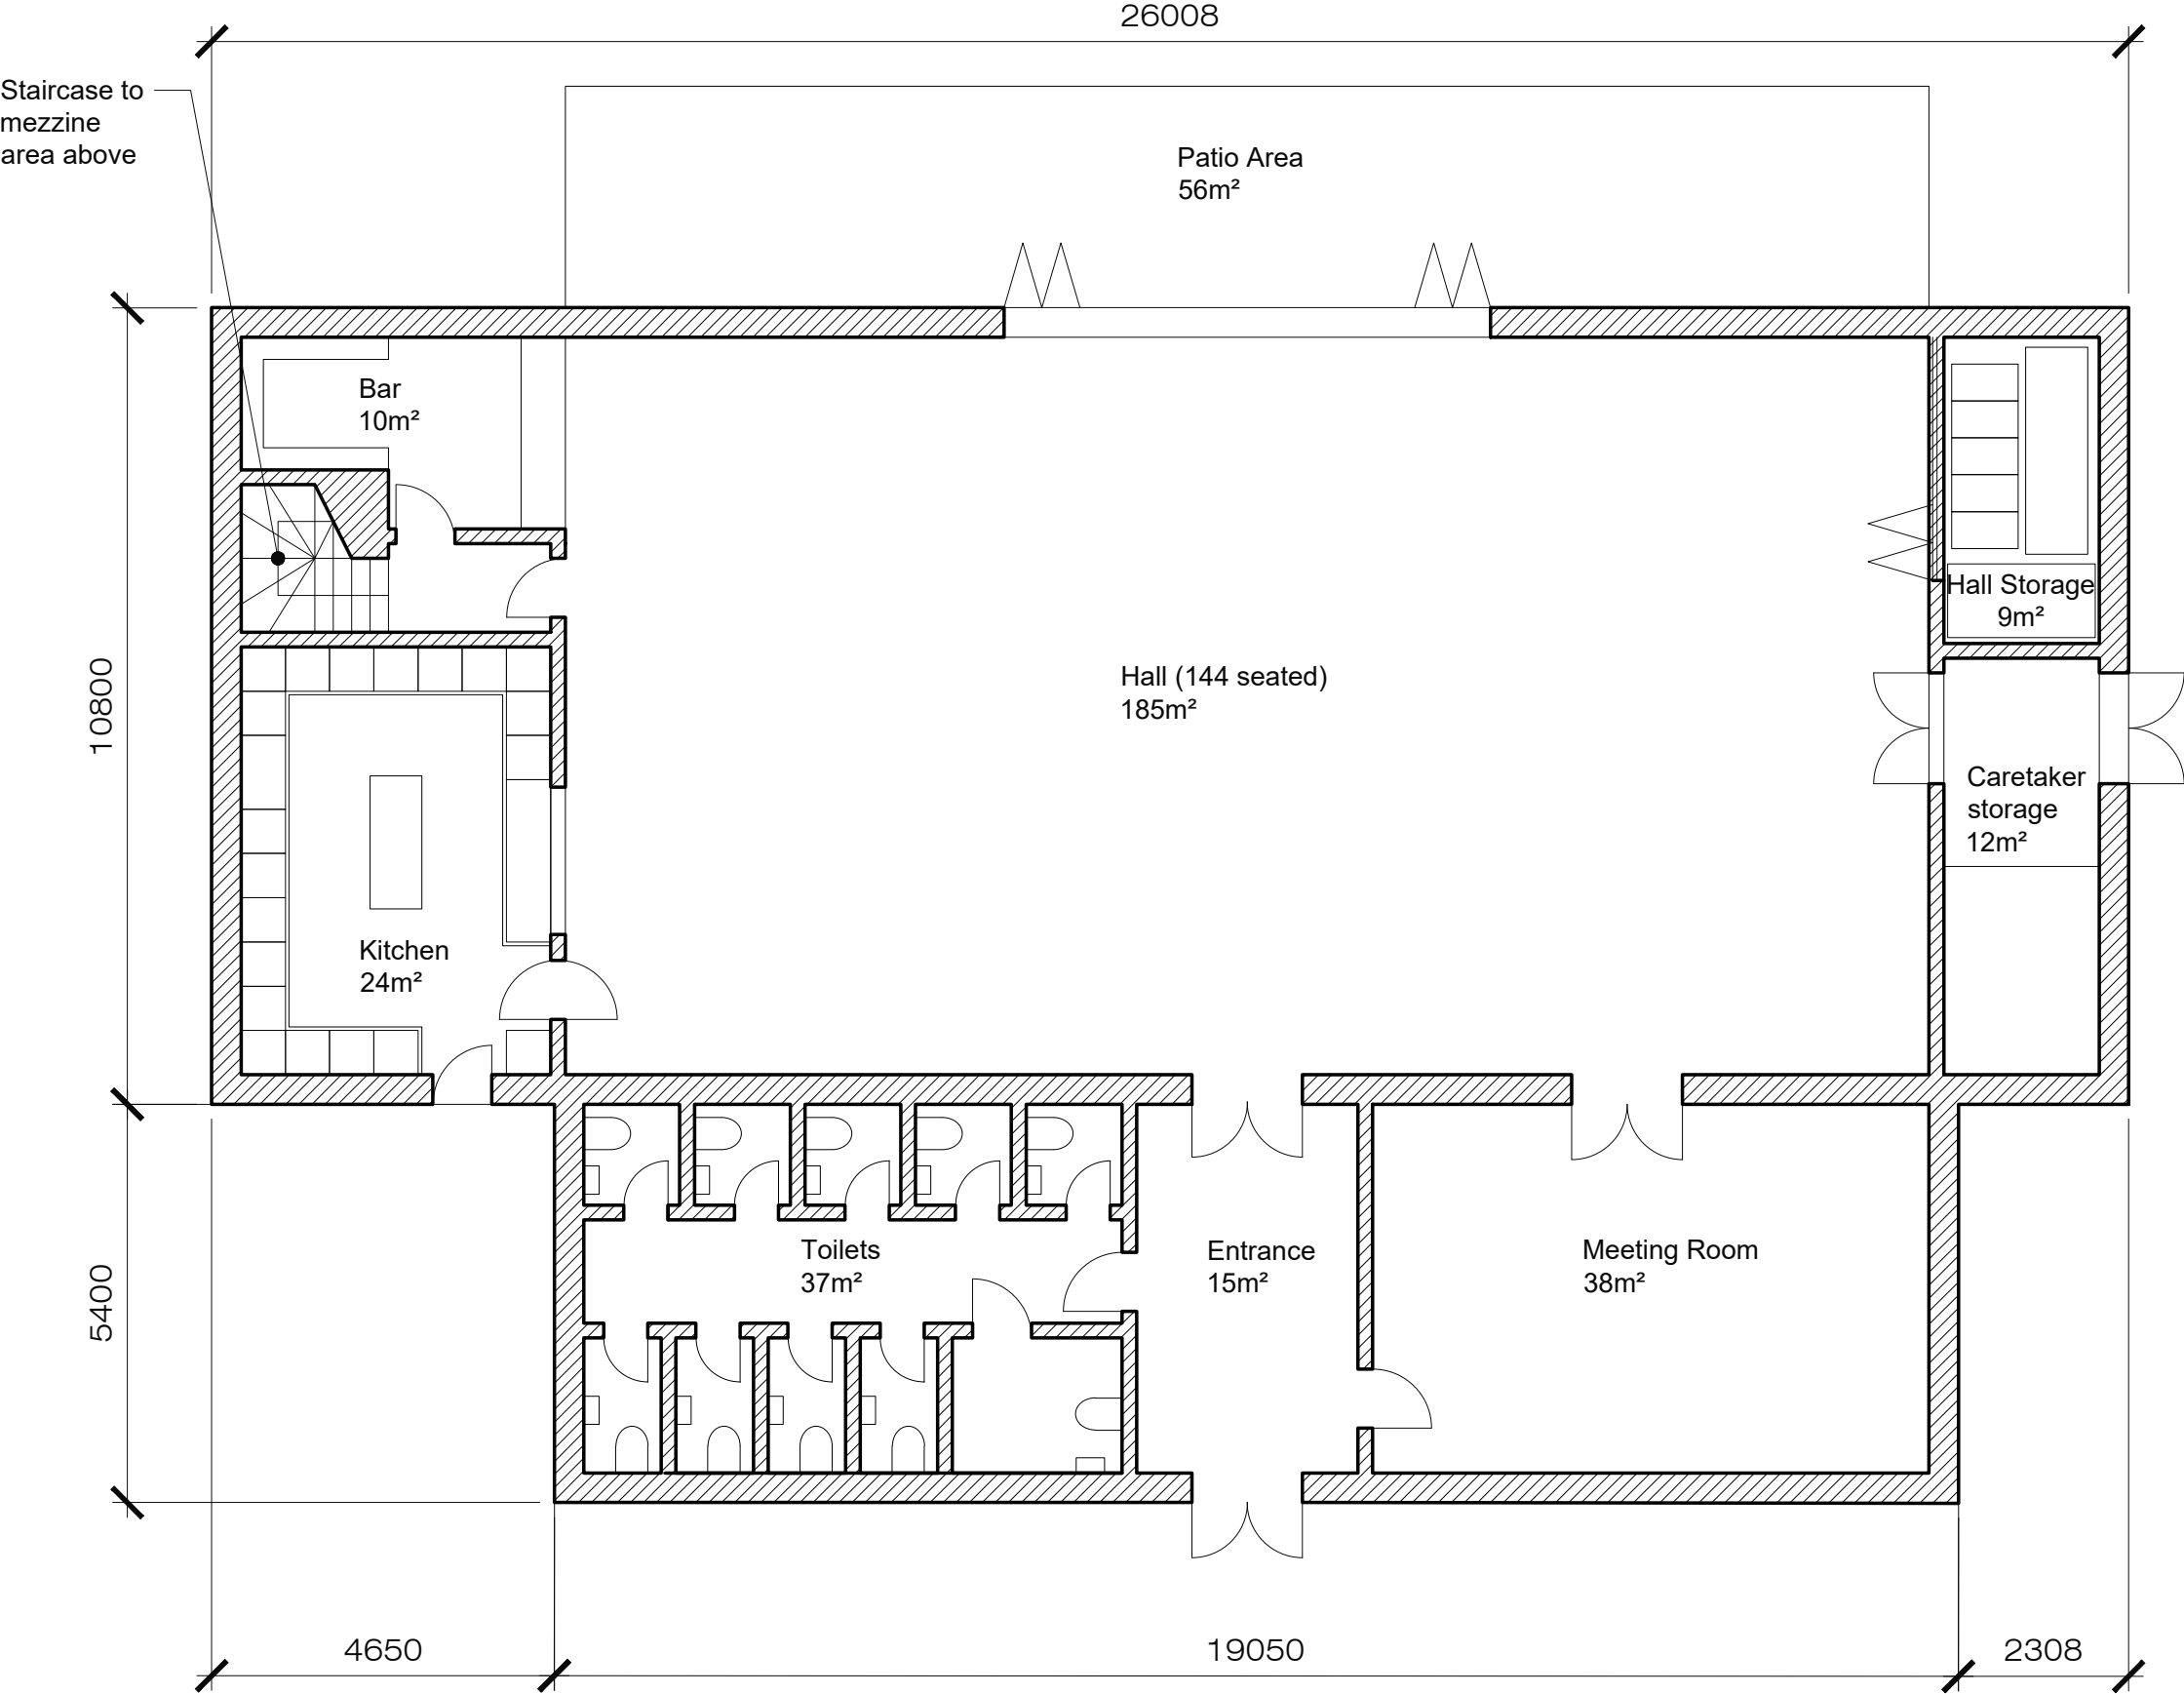 26008
Staircase to
mezzine
area above
Patio Area
56m²
Bar
10m²
Hall Storage
9m²
Hall (144 seated)
185m²
10800
Caretaker
storage
12m²
Kitchen
24m²
Toilets
37m²
Entrance
15m²
Meeting Room
38m²
5400
4650
19050
2308